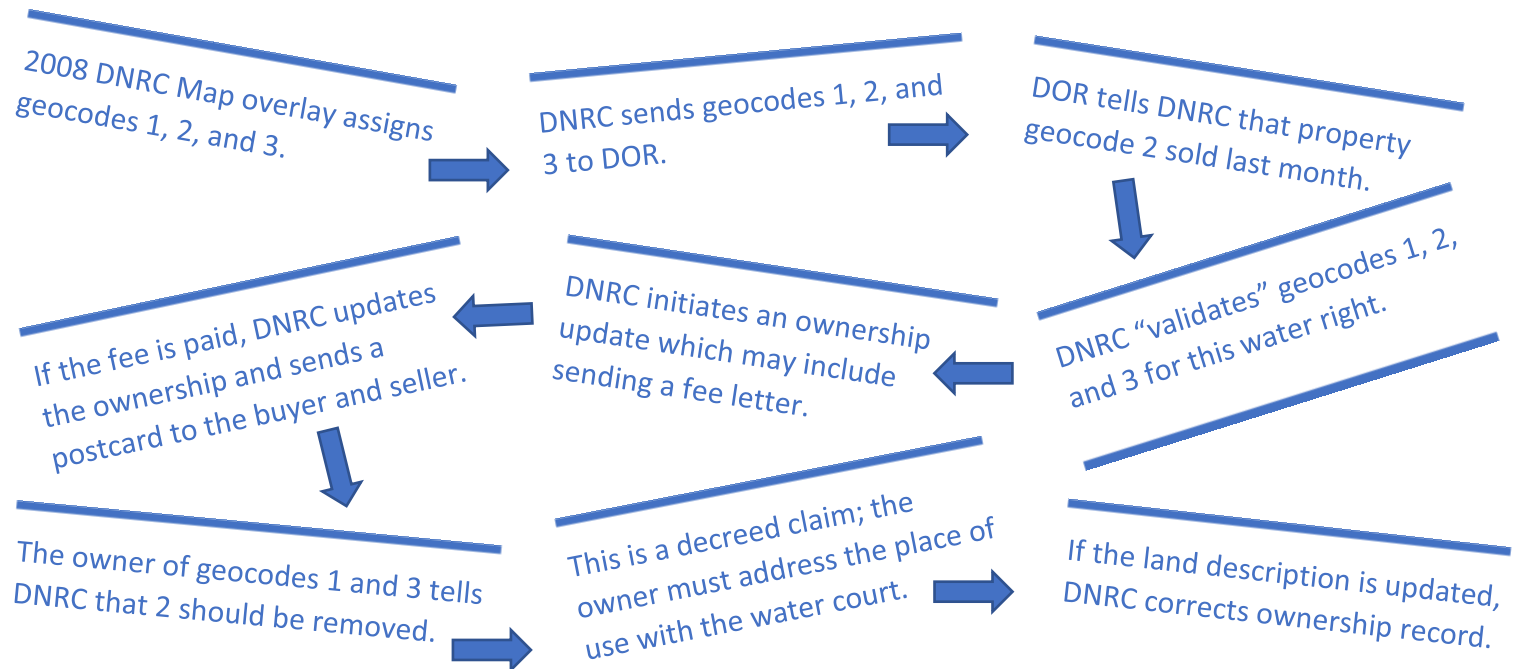 2008 DNRC Map overlay assigns
geocodes 1, 2, and 3.
DNRC sends geocodes 1, 2, and
3 to DOR.
DOR tells DNRC that property
geocode 2 sold last month.
DNRC “validates” geocodes 1, 2,
and 3 for this water right.
DNRC initiates an ownership
update which may include
sending a fee letter.
If the fee is paid, DNRC updates
the ownership and sends a
postcard to the buyer and seller.
The owner of geocodes 1 and 3 tells
DNRC that 2 should be removed.
This is a decreed claim; the
owner must address the place of
use with the water court.
If the land description is updated,
DNRC corrects ownership record.